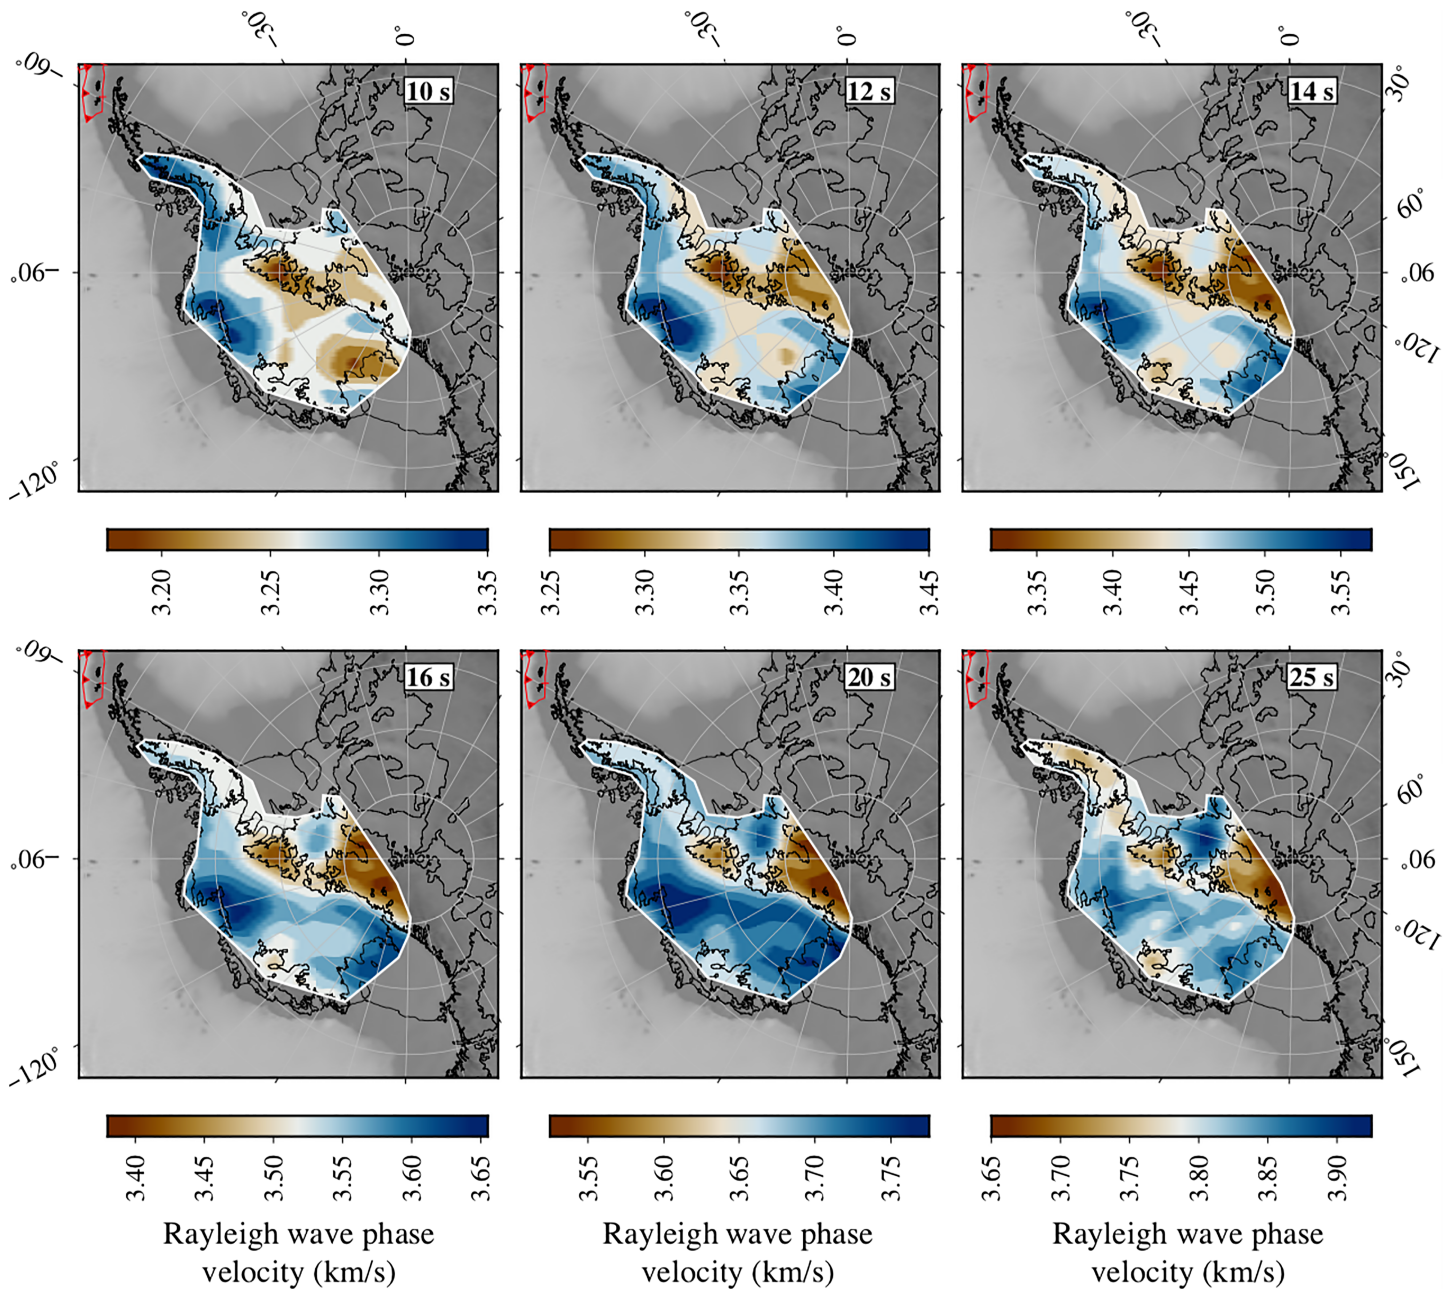 −30° 0° −30° 0° −30° 0°
−60° 10 s 12 s 14 s 30°
60°
−90° 90°
120°
−120° 150°
3.20 3.25 3.30 3.35 3.25 3.30 3.35 3.40 3.45 3.35 3.40 3.45 3.50 3.55
−60° 16 s 20 s 25 s 30°
60°
−90° 90°
120°
−120° 150°
3.40 3.45 3.50 3.55 3.60 3.65 3.55 3.60 3.65 3.70 3.75 3.65 3.70 3.75 3.80 3.85 3.90
Rayleigh wave phase Rayleigh wave phase Rayleigh wave phase
velocity (km/s) velocity (km/s) velocity (km/s)